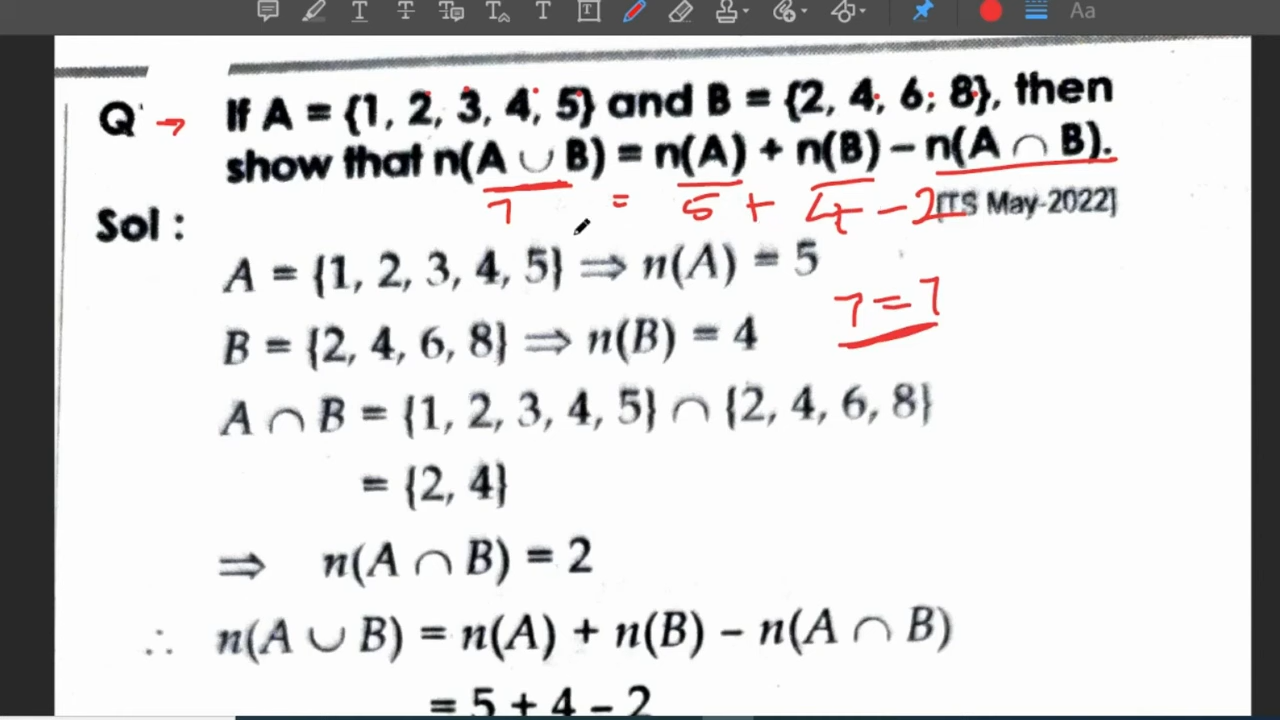 Aa
Q → If A = {1, 2, 3, 4, 5} and B = {2, 4, 6, 8}, then
show that n(A ∪ B) = n(A) + n(B) – n(A ∩ B).
7 = 5 + 4 – 2
[TS May-2022]
Sol :
A = {1, 2, 3, 4, 5} ⇒ n(A) = 5
7 = 7
B = {2, 4, 6, 8} ⇒ n(B) = 4
A ∩ B = {1, 2, 3, 4, 5} ∩ {2, 4, 6, 8}
= {2, 4}
⇒ n(A ∩ B) = 2
∴ n(A ∪ B) = n(A) + n(B) – n(A ∩ B)
= 5 + 4 – 2